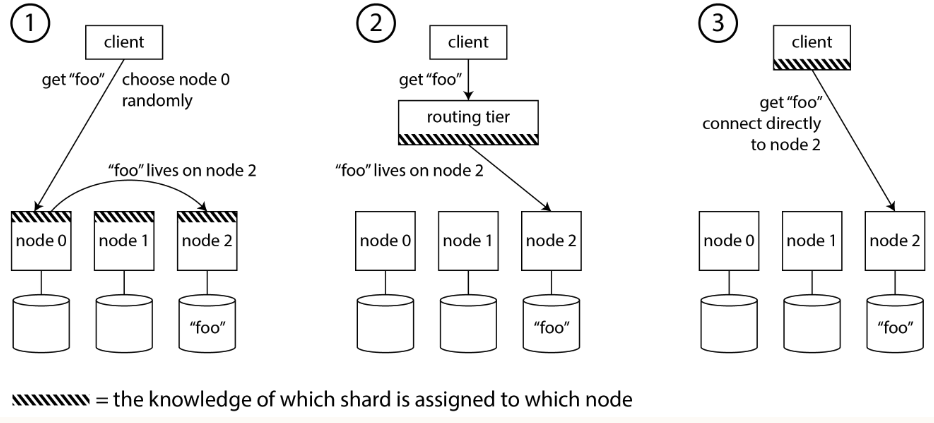 1
client
get “foo”
choose node 0
randomly
“foo” lives on node 2
node 0
node 1
node 2
“foo”
2
client
get “foo”
routing tier
“foo” lives on node 2
node 0
node 1
node 2
“foo”
3
client
get “foo”
connect directly
to node 2
node 0
node 1
node 2
“foo”
= the knowledge of which shard is assigned to which node